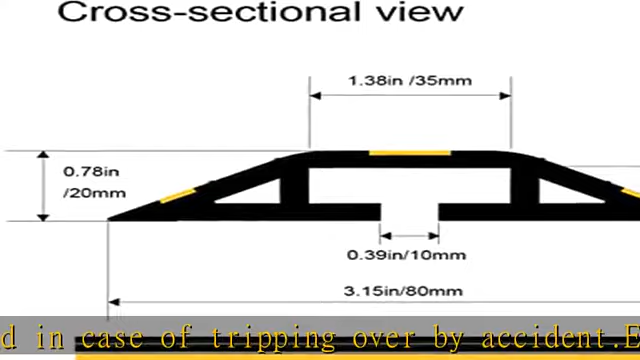 Cross-sectional view
1.38in /35mm
0.78in
/20mm
0.39in/10mm
3.15in/80mm
d in case of tripping over by accident.E